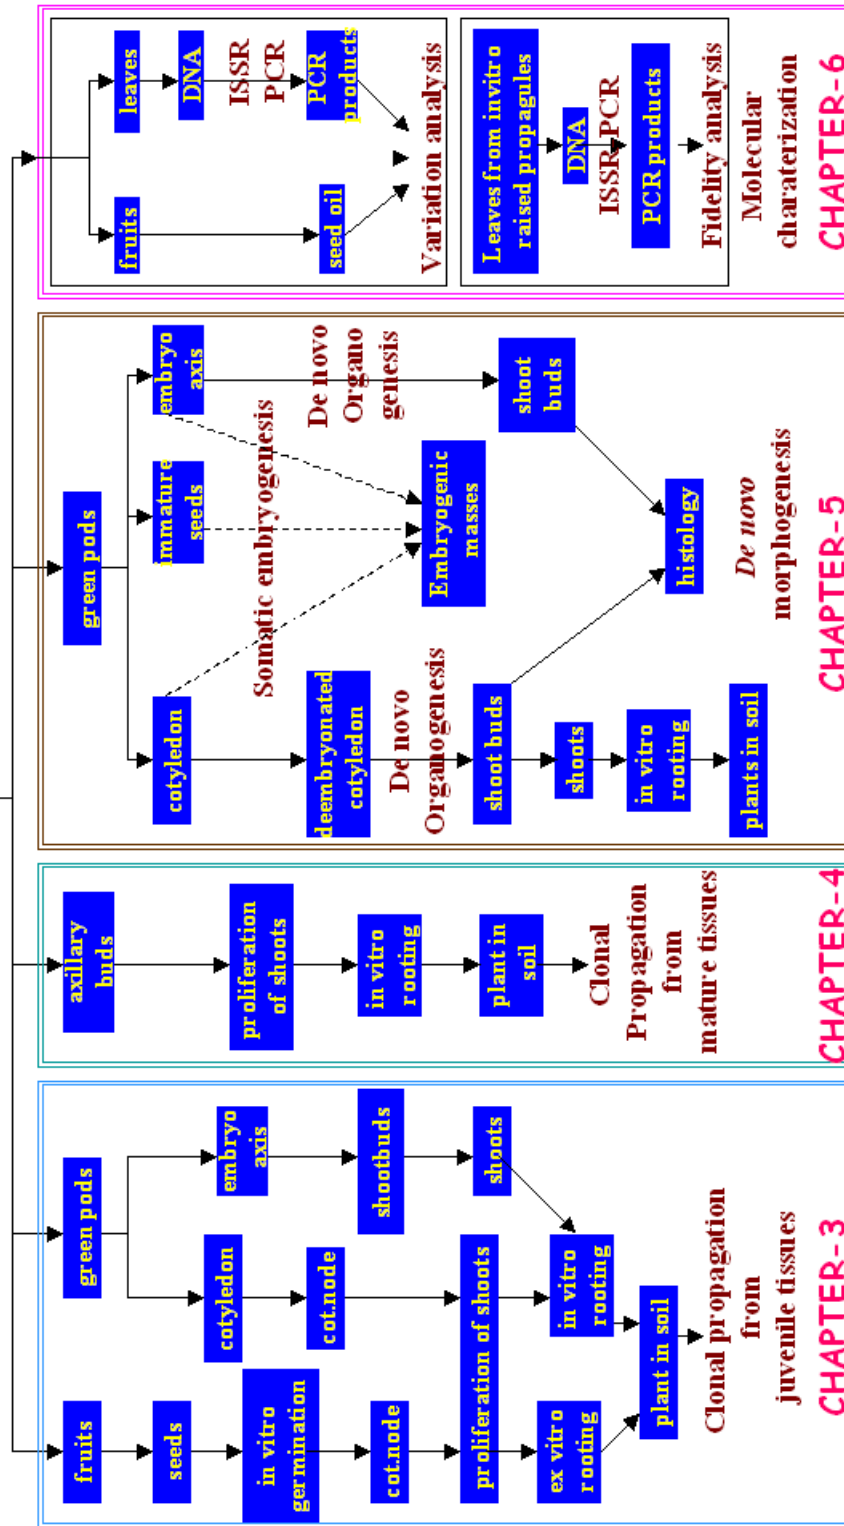 fruits
seeds
in vitro
germination
cot.node
green pods
cotyledon
cot.node
embryo
axis
shootbuds
shoots
proliferation of shoots
ex vitro
rooting
in vitro
rooting
plant in soil
Clonal propagation
from
juvenile tissues
CHAPTER-3
axillary
buds
proliferation
of shoots
in vitro
rooting
plant in
soil
Clonal
Propagation
from
mature tissues
CHAPTER-4
green pods
cotyledon
immature
seeds
embryo
axis
Somatic embryogenesis
deembryonated
cotyledon
De novo
Organo
genesis
De novo
Organogenesis
Embryogenic
masses
shoot buds
shoot
buds
shoots
in vitro
rooting
histology
plants in soil
De novo
morphogenesis
CHAPTER-5
fruits
leaves
DNA
ISSR
PCR
seed oil
PCR
products
Variation analysis
Leaves from invitro
raised propagules
DNA
ISSR-PCR
PCR products
Fidelity analysis
Molecular
charaterization
CHAPTER-6